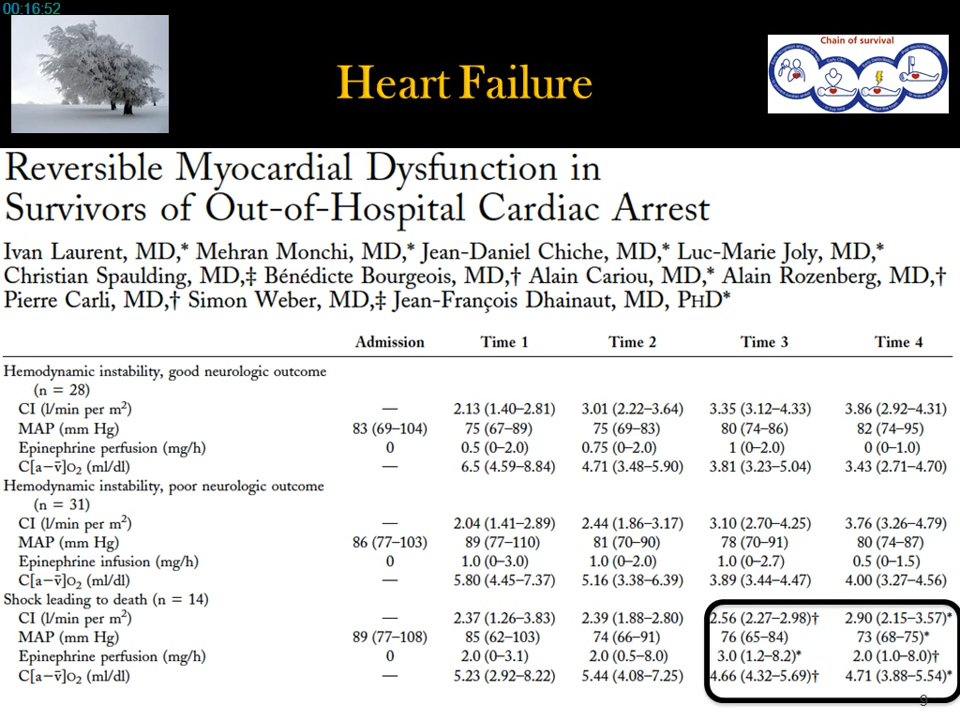 00:16:52
Heart Failure
Chain of survival
Reversible Myocardial Dysfunction in
Survivors of Out-of-Hospital Cardiac Arrest
Ivan Laurent, MD,* Mehran Monchi, MD,* Jean-Daniel Chiche, MD,* Luc-Marie Joly, MD,*
Christian Spaulding, MD,‡ Bénédicte Bourgeois, MD,† Alain Cariou, MD,* Alain Rozenberg, MD,†
Pierre Carli, MD,† Simon Weber, MD,‡ Jean-François Dhainaut, MD, PHD*
Admission Time 1 Time 2 Time 3 Time 4
Hemodynamic instability, good neurologic outcome
(n = 28)
CI (l/min per m²) — 2.13 (1.40–2.81) 3.01 (2.22–3.64) 3.35 (3.12–4.33) 3.86 (2.92–4.31)
MAP (mm Hg) 83 (69–104) 75 (67–89) 75 (69–83) 80 (74–86) 82 (74–95)
Epinephrine perfusion (mg/h) 0 0.5 (0–2.0) 0.75 (0–2.0) 1 (0–2.0) 0 (0–1.0)
C[a–v̄]O₂ (ml/dl) — 6.5 (4.59–8.84) 4.71 (3.48–5.90) 3.81 (3.23–5.04) 3.43 (2.71–4.70)
Hemodynamic instability, poor neurologic outcome
(n = 31)
CI (l/min per m²) — 2.04 (1.41–2.89) 2.44 (1.86–3.17) 3.10 (2.70–4.25) 3.76 (3.26–4.79)
MAP (mm Hg) 86 (77–103) 89 (77–110) 81 (70–90) 78 (70–91) 80 (74–87)
Epinephrine infusion (mg/h) 0 1.0 (0–3.0) 1.0 (0–2.0) 1.0 (0–2.7) 0.5 (0–1.5)
C[a–v̄]O₂ (ml/dl) — 5.80 (4.45–7.37) 5.16 (3.38–6.39) 3.89 (3.44–4.47) 4.00 (3.27–4.56)
Shock leading to death (n = 14)
CI (l/min per m²) — 2.37 (1.26–3.83) 2.39 (1.88–2.80) 2.56 (2.27–2.98)† 2.90 (2.15–3.57)*
MAP (mm Hg) 89 (77–108) 85 (62–103) 74 (66–91) 76 (65–84) 73 (68–75)*
Epinephrine perfusion (mg/h) 0 2.0 (0–3.1) 2.0 (0.5–8.0) 3.0 (1.2–8.2)* 2.0 (1.0–8.0)†
C[a–v̄]O₂ (ml/dl) — 5.23 (2.92–8.22) 5.44 (4.08–7.25) 4.66 (4.32–5.69)† 4.71 (3.88–5.54)*
9